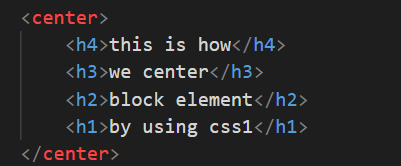 <center>
<h4>this is how</h4>
<h3>we center</h3>
<h2>block element</h2>
<h1>by using css1</h1>
</center>